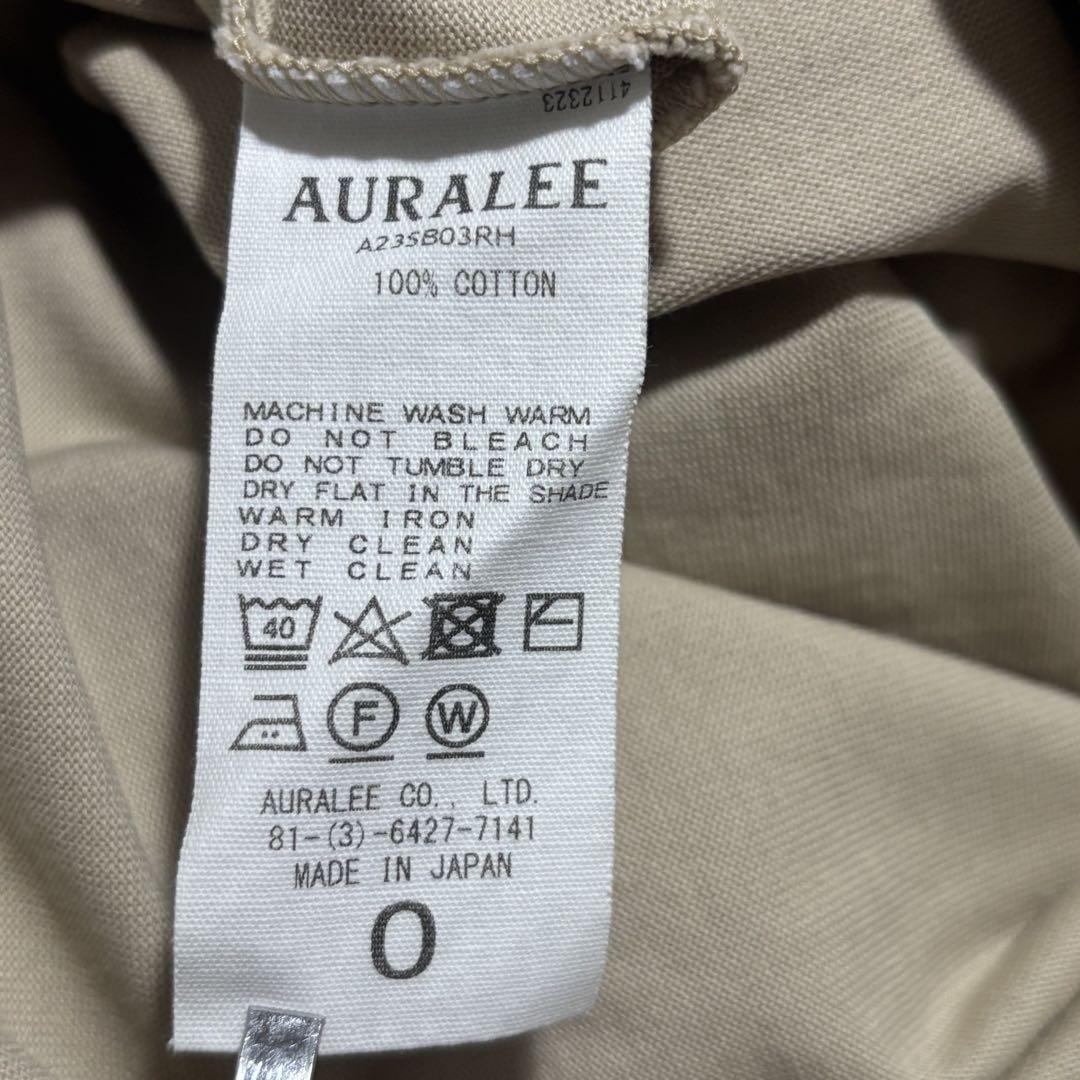 4112323
AURALEE
A23SB03RH
100% COTTON
MACHINE WASH WARM
DO NOT BLEACH
DO NOT TUMBLE DRY
DRY FLAT IN THE SHADE
WARM IRON
DRY CLEAN
WET CLEAN
40
F W
AURALEE CO., LTD.
81-(3)-6427-7141
MADE IN JAPAN
0